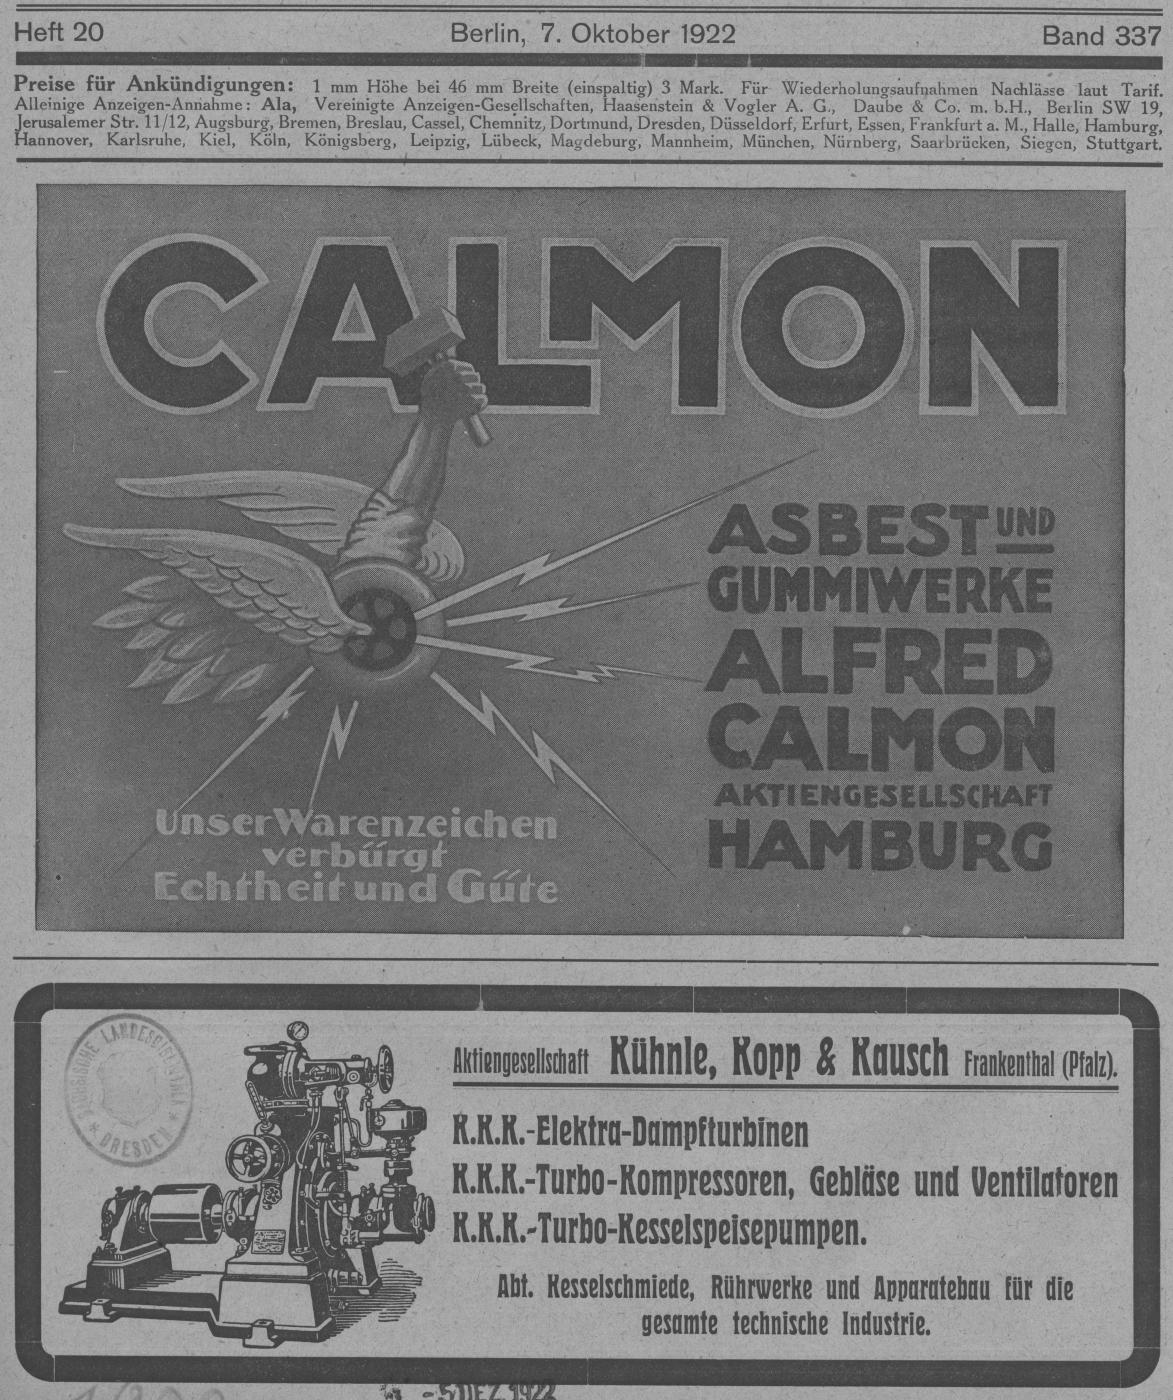 Heft 20 Berlin, 7. Oktober 1922 Band 337
Preise für Ankündigungen: 1 mm Höhe bei 46 mm Breite (einspaltig) 3 Mark. Für Wiederholungsaufnahmen Nachlässe laut Tarif.
Alleinige Anzeigen-Annahme: Ala, Vereinigte Anzeigen-Gesellschaften, Haasenstein & Vogler A. G., Daube & Co. m. b.H., Berlin SW 19,
Jerusalemer Str. 11/12, Augsburg, Bremen, Breslau, Cassel, Chemnitz, Dortmund, Dresden, Düsseldorf, Erfurt, Essen, Frankfurt a. M., Halle, Hamburg,
Hannover, Karlsruhe, Kiel, Köln, Königsberg, Leipzig, Lübeck, Magdeburg, Mannheim, München, Nürnberg, Saarbrücken, Siegen, Stuttgart.
CALMON
ASBEST UND
GUMMIWERKE
ALFRED
CALMON
AKTIENGESELLSCHAFT
HAMBURG
Unser Warenzeichen
verbürgt
Echtheit und Güte
SÄCHSISCHE LANDESBIBLIOTHEK
* DRESDEN *
Aktiengesellschaft Kühnle, Kopp & Kausch Frankenthal (Pfalz).
K.K.K.-Elektra-Dampfturbinen
K.K.K.-Turbo-Kompressoren, Gebläse und Ventilatoren
K.K.K.-Turbo-Kesselspeisepumpen.
Abt. Kesselschmiede, Rührwerke und Apparatebau für die
gesamte technische Industrie.
- 5. DEZ. 1922